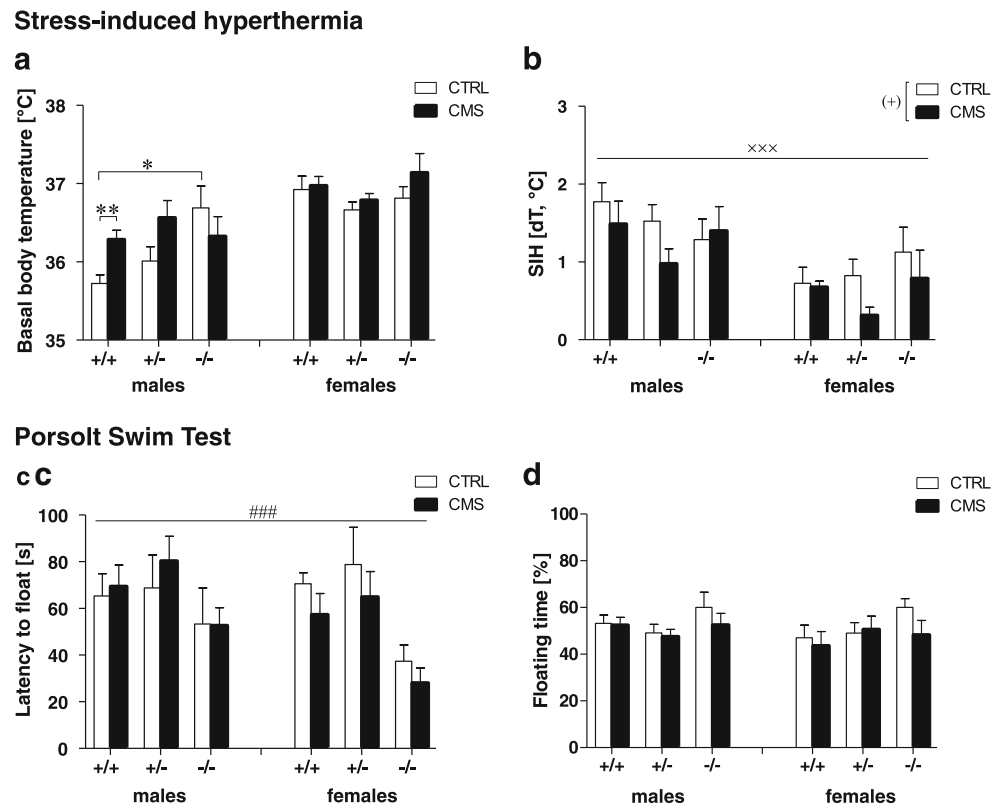 Stress-induced hyperthermia
a
CTRL
CMS
Basal body temperature [°C]
38
37
36
35
*
**
+/+ +/- -/- +/+ +/- -/-
males females
b
CTRL
CMS
(+)
SIH [dT, °C]
3
2
1
0
×××
+/+ -/- +/+ +/- -/-
males females
Porsolt Swim Test
c c
CTRL
CMS
Latency to float [s]
100
80
60
40
20
0
###
+/+ +/- -/- +/+ +/- -/-
males females
d
CTRL
CMS
Floating time [%]
100
80
60
40
20
0
+/+ +/- -/- +/+ +/- -/-
males females